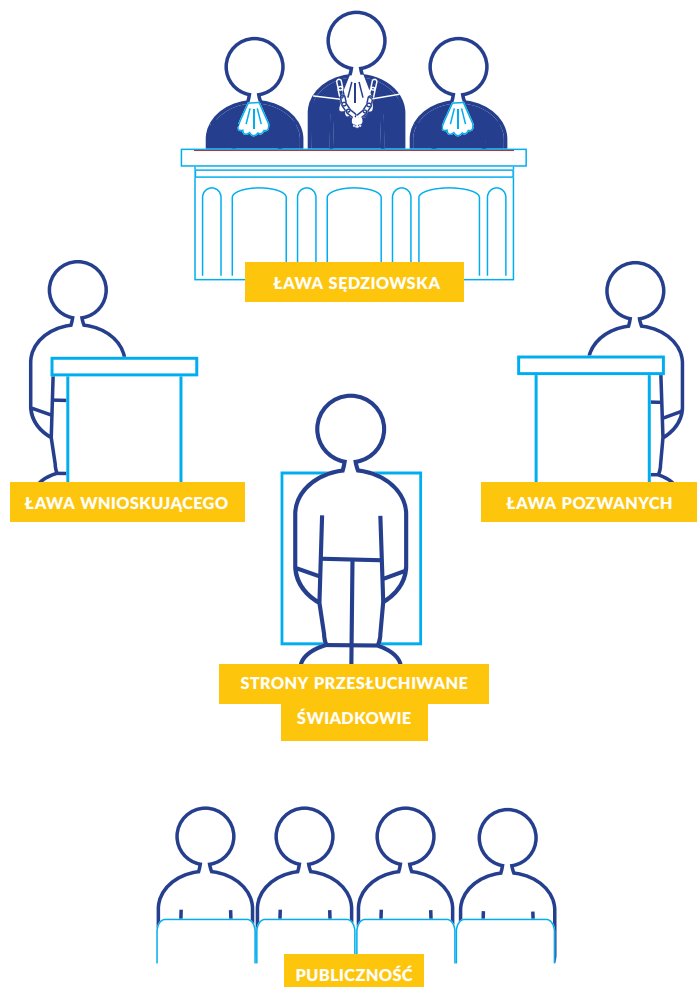 ŁAWA SĘDZIOWSKA
ŁAWA WNIOSKUJĄCEGO
ŁAWA POZWANYCH
STRONY PRZESŁUCHIWANE
ŚWIADKOWIE
PUBLICZNOŚĆ